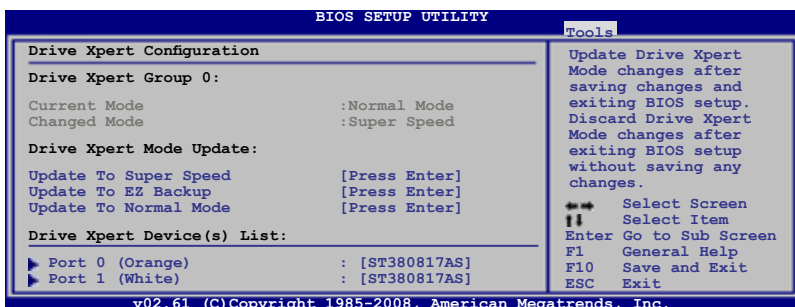 BIOS SETUP UTILITY
Tools
Drive Xpert Configuration
Drive Xpert Group 0:
Current Mode :Normal Mode
Changed Mode :Super Speed
Drive Xpert Mode Update:
Update To Super Speed [Press Enter]
Update To EZ Backup [Press Enter]
Update To Normal Mode [Press Enter]
Drive Xpert Device(s) List:
Port 0 (Orange) : [ST380817AS]
Port 1 (White) : [ST380817AS]
Update Drive Xpert
Mode changes after
saving changes and
exiting BIOS setup.
Discard Drive Xpert
Mode changes after
exiting BIOS setup
without saving any
changes.
Select Screen
Select Item
Enter Go to Sub Screen
F1 General Help
F10 Save and Exit
ESC Exit
v02.61 (C)Copyright 1985-2008, American Megatrends, Inc.